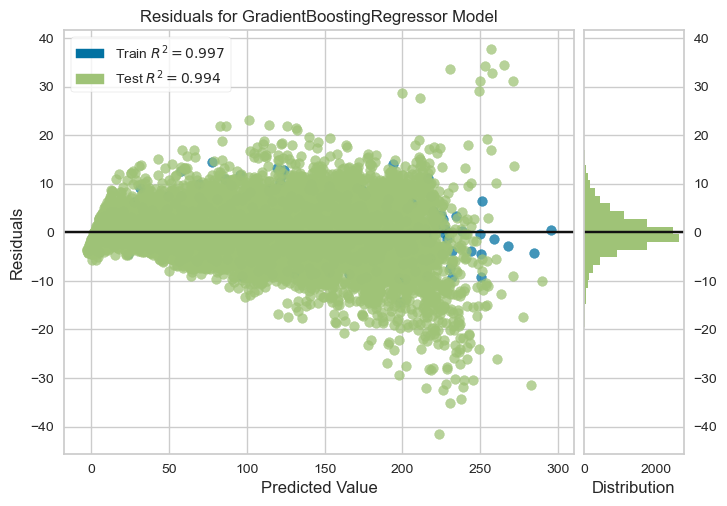 Residuals for GradientBoostingRegressor Model
Train R² = 0.997
Test R² = 0.994
Residuals
40
30
20
10
0
−10
−20
−30
−40
0 50 100 150 200 250 300
Predicted Value
40
30
20
10
0
−10
−20
−30
−40
0 2000
Distribution